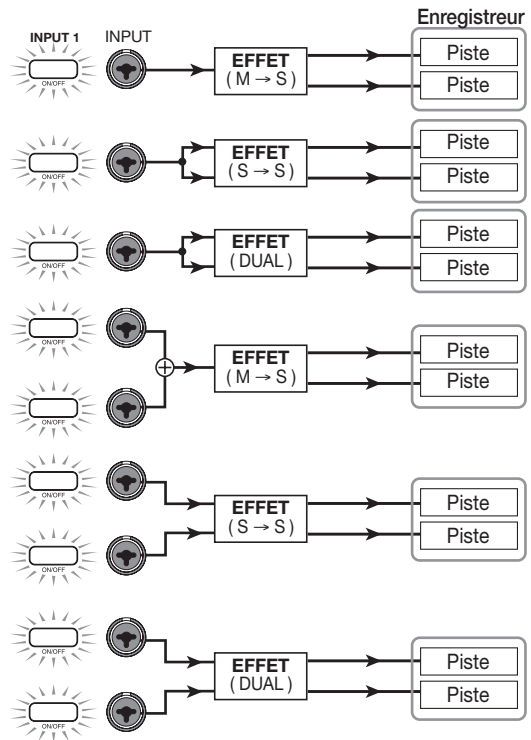 Enregistreur
INPUT 1 INPUT
ON/OFF
EFFET
( M → S )
Piste
Piste
ON/OFF
EFFET
( S → S )
Piste
Piste
ON/OFF
EFFET
( DUAL )
Piste
Piste
ON/OFF
ON/OFF
EFFET
( M → S )
Piste
Piste
ON/OFF
ON/OFF
EFFET
( S → S )
Piste
Piste
ON/OFF
ON/OFF
EFFET
( DUAL )
Piste
Piste